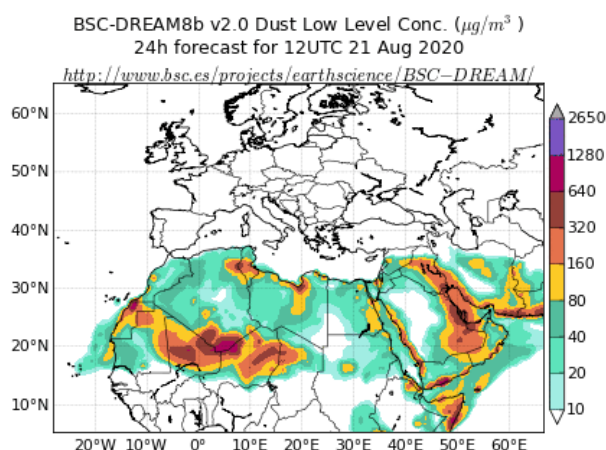 BSC-DREAM8b v2.0 Dust Low Level Conc. (μg/m³ )
24h forecast for 12UTC 21 Aug 2020
http://www.bsc.es/projects/earthscience/BSC−DREAM/
60°N
50°N
40°N
30°N
20°N
10°N
20°W 10°W 0° 10°E 20°E 30°E 40°E 50°E 60°E
2650
1280
640
320
160
80
40
20
10